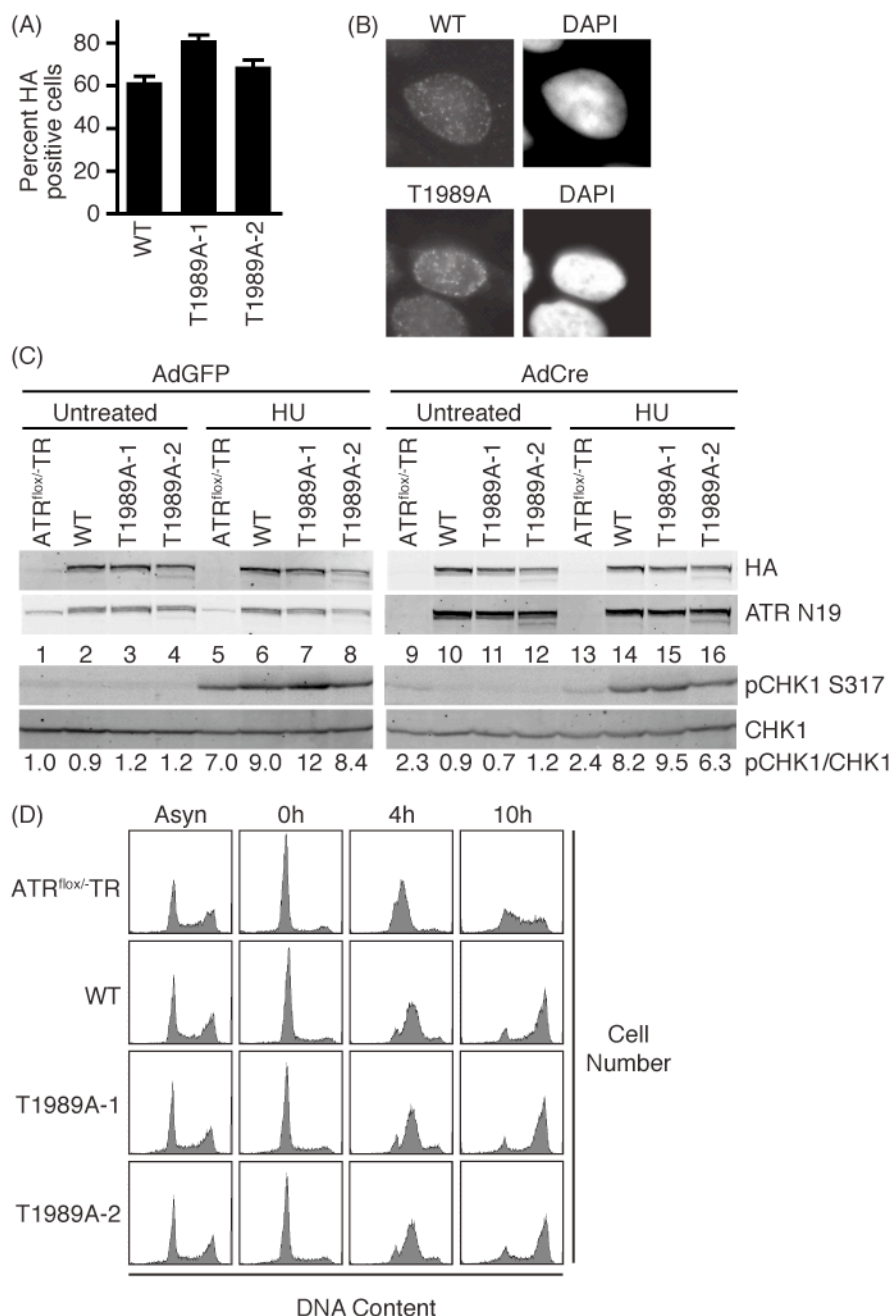 (A)
Percent HA
positive cells
80
60
40
20
0
WT
T1989A-1
T1989A-2
(B)
WT DAPI
T1989A DAPI
(C)
AdGFP AdCre
Untreated HU Untreated HU
ATRflox/-TR WT T1989A-1 T1989A-2 ATRflox/-TR WT T1989A-1 T1989A-2 ATRflox/-TR WT T1989A-1 T1989A-2 ATRflox/-TR WT T1989A-1 T1989A-2
HA
ATR N19
1 2 3 4 5 6 7 8 9 10 11 12 13 14 15 16
pCHK1 S317
CHK1
1.0 0.9 1.2 1.2 7.0 9.0 12 8.4 2.3 0.9 0.7 1.2 2.4 8.2 9.5 6.3 pCHK1/CHK1
(D)
Asyn 0h 4h 10h
ATRflox/-TR
WT
T1989A-1
T1989A-2
Cell
Number
DNA Content